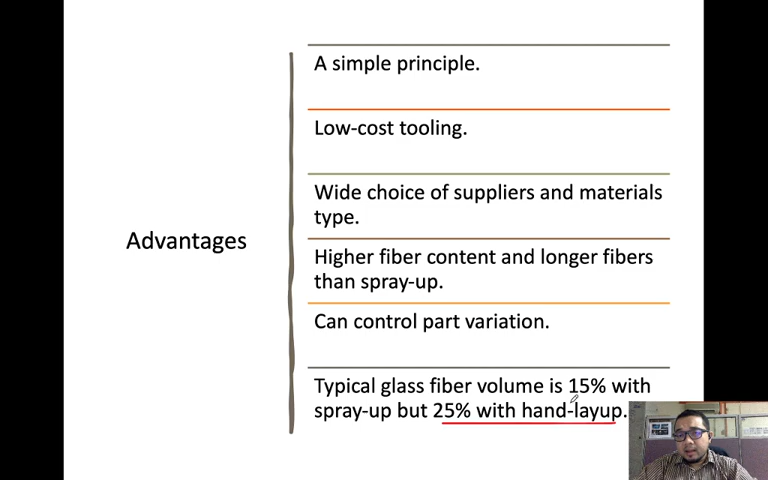 A simple principle.
Low-cost tooling.
Wide choice of suppliers and materials
type.
Advantages
Higher fiber content and longer fibers
than spray-up.
Can control part variation.
Typical glass fiber volume is 15% with
spray-up but 25% with hand-layup.